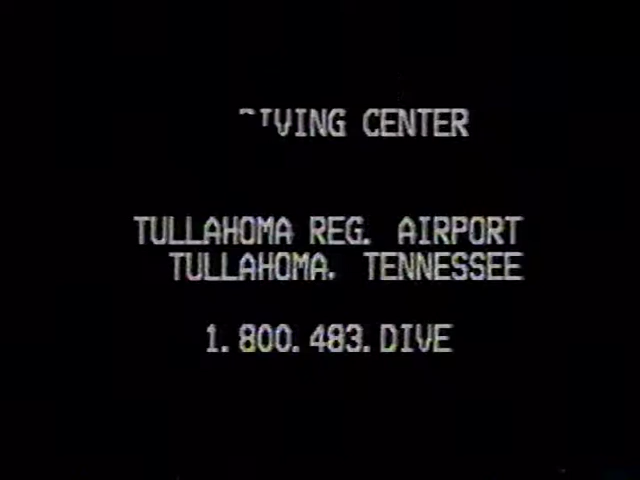 CENTER
TULLAHOMA REG. AIRPORT
TULLAHOMA. TENNESSEE
1.800.483.DIVE